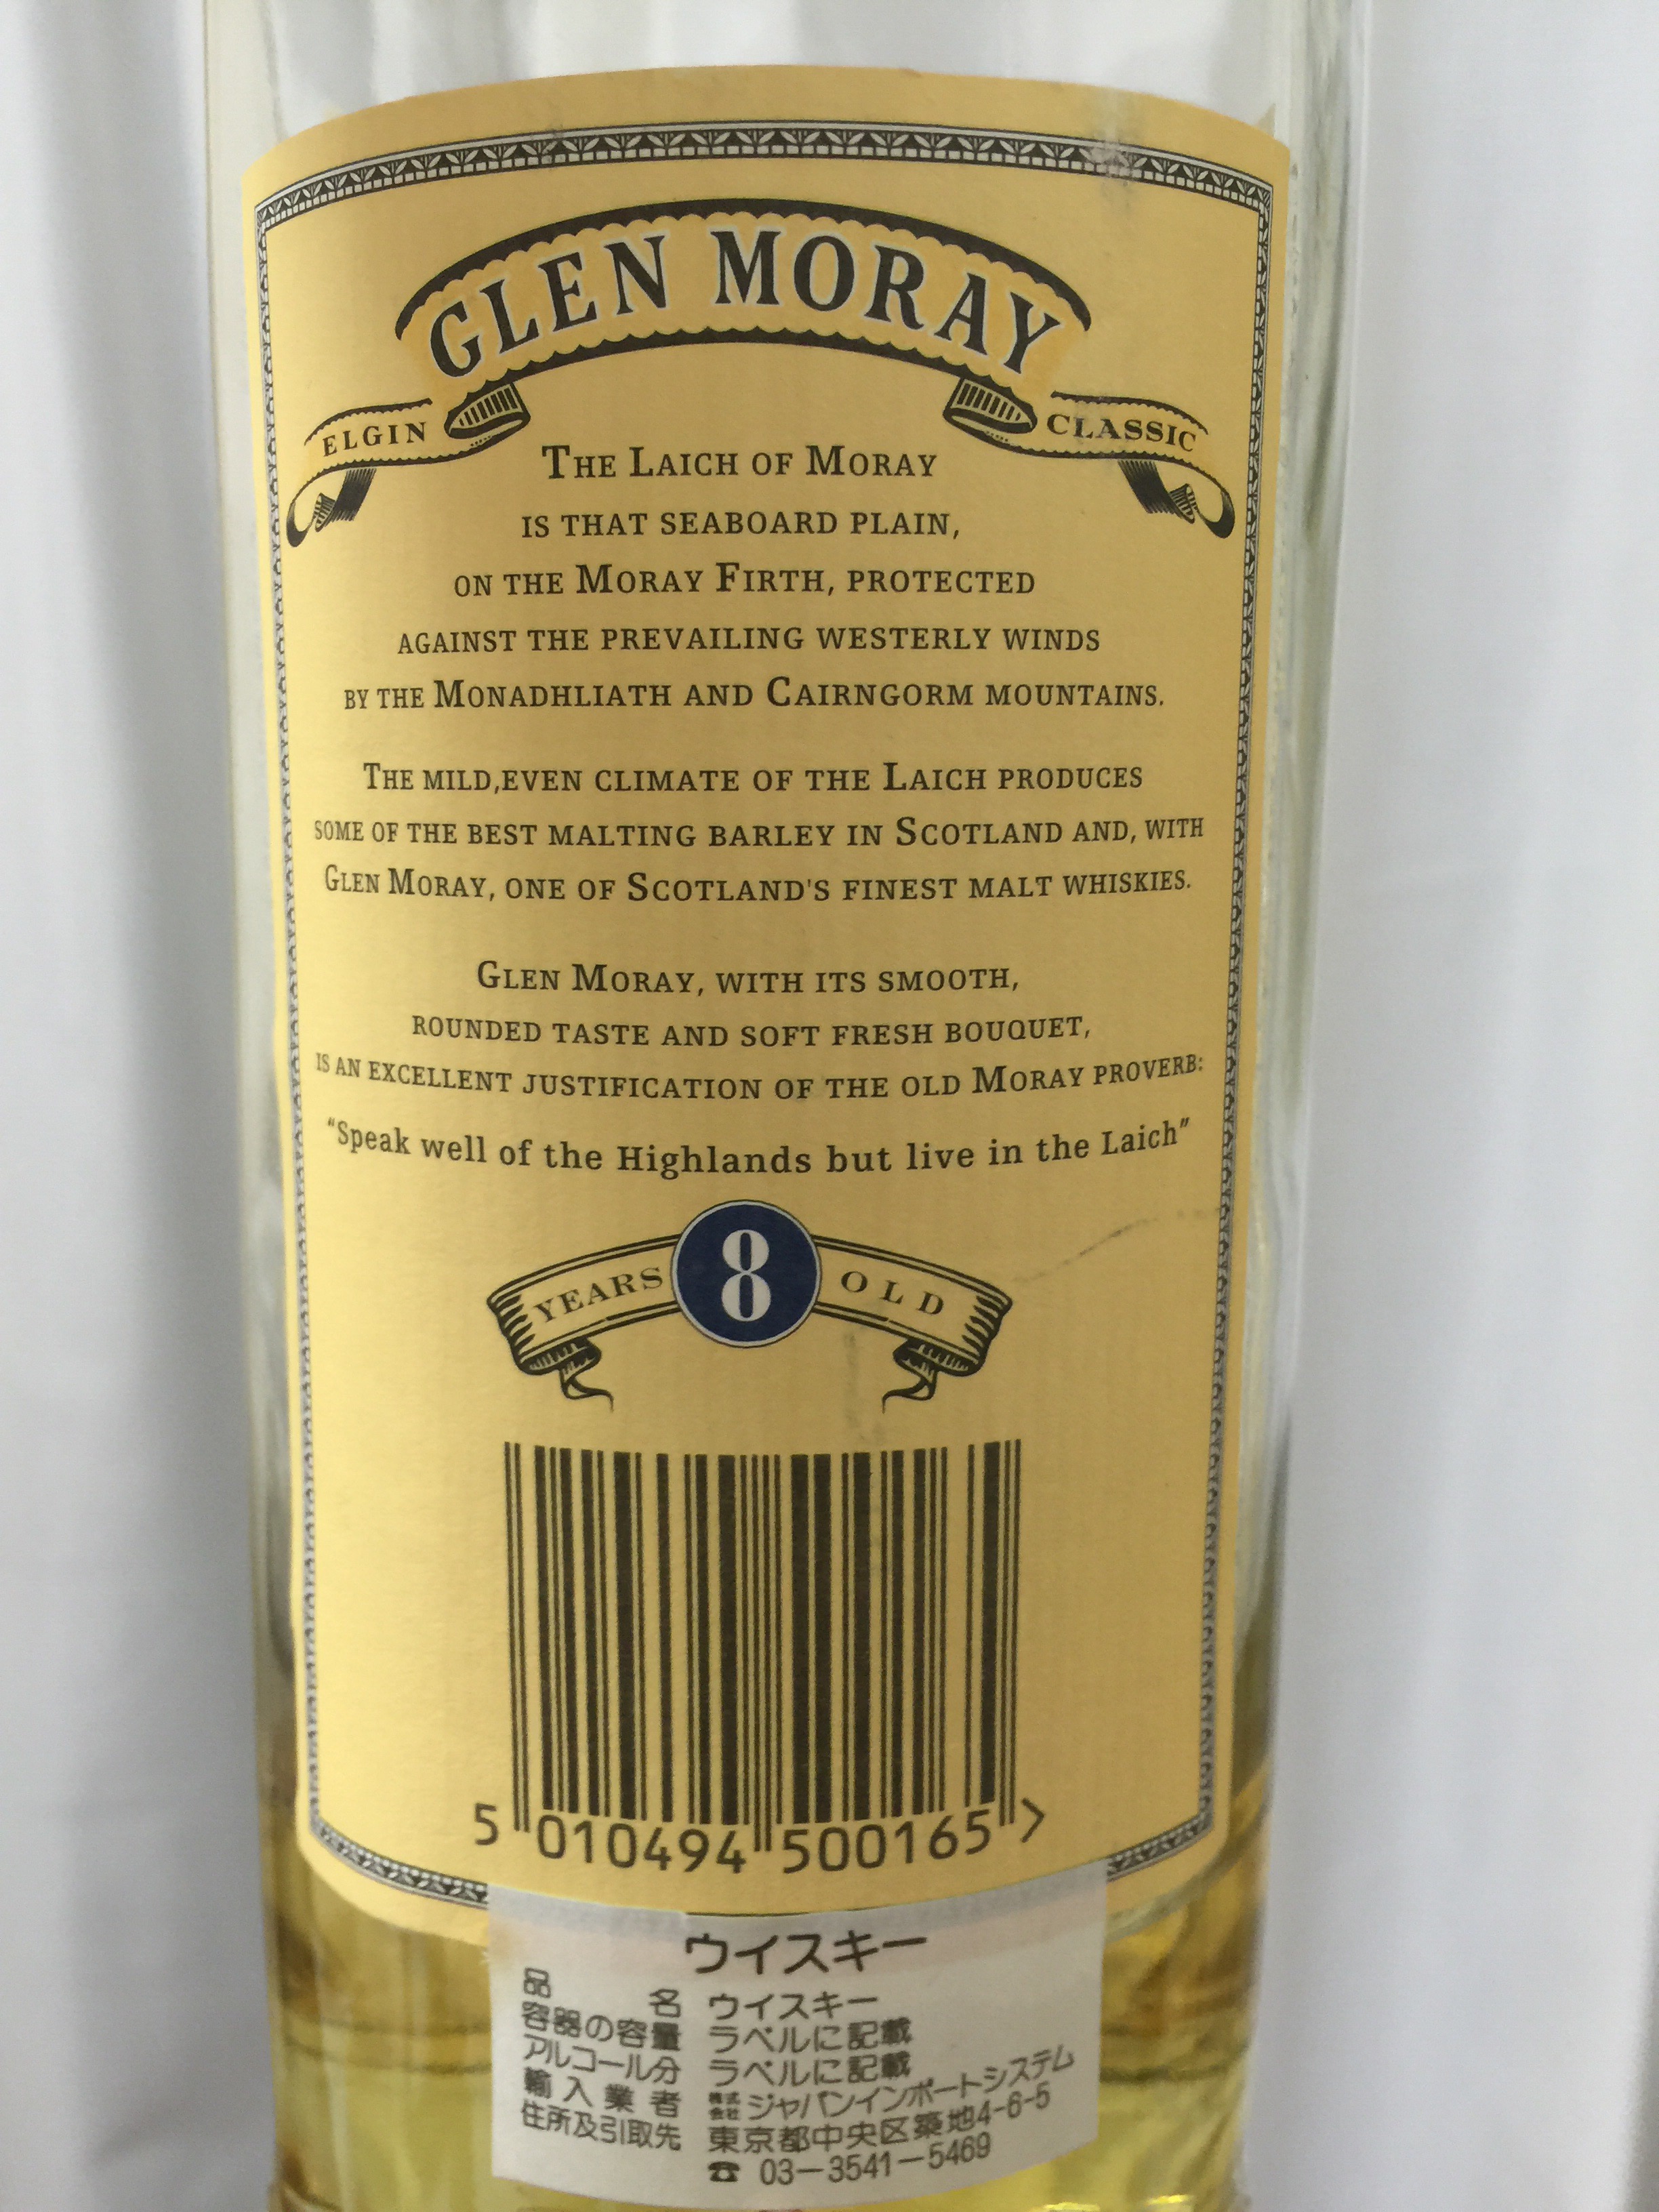 GLEN MORAY
ELGIN CLASSIC
THE LAICH OF MORAY
IS THAT SEABOARD PLAIN,
ON THE MORAY FIRTH, PROTECTED
AGAINST THE PREVAILING WESTERLY WINDS
BY THE MONADHLIATH AND CAIRNGORM MOUNTAINS.
THE MILD,EVEN CLIMATE OF THE LAICH PRODUCES
SOME OF THE BEST MALTING BARLEY IN SCOTLAND AND, WITH
GLEN MORAY, ONE OF SCOTLAND'S FINEST MALT WHISKIES.
GLEN MORAY, WITH ITS SMOOTH,
ROUNDED TASTE AND SOFT FRESH BOUQUET,
IS AN EXCELLENT JUSTIFICATION OF THE OLD MORAY PROVERB:
"Speak well of the Highlands but live in the Laich"
YEARS 8 OLD
5 010494 500165 >
ウイスキー
品名 ウイスキー
容器の容量 ラベルに記載
アルコール分 ラベルに記載
輸入業者 株式会社 ジャパンインポートシステム
住所及引取先 東京都中央区築地4-6-5
☎ 03-3541-5469